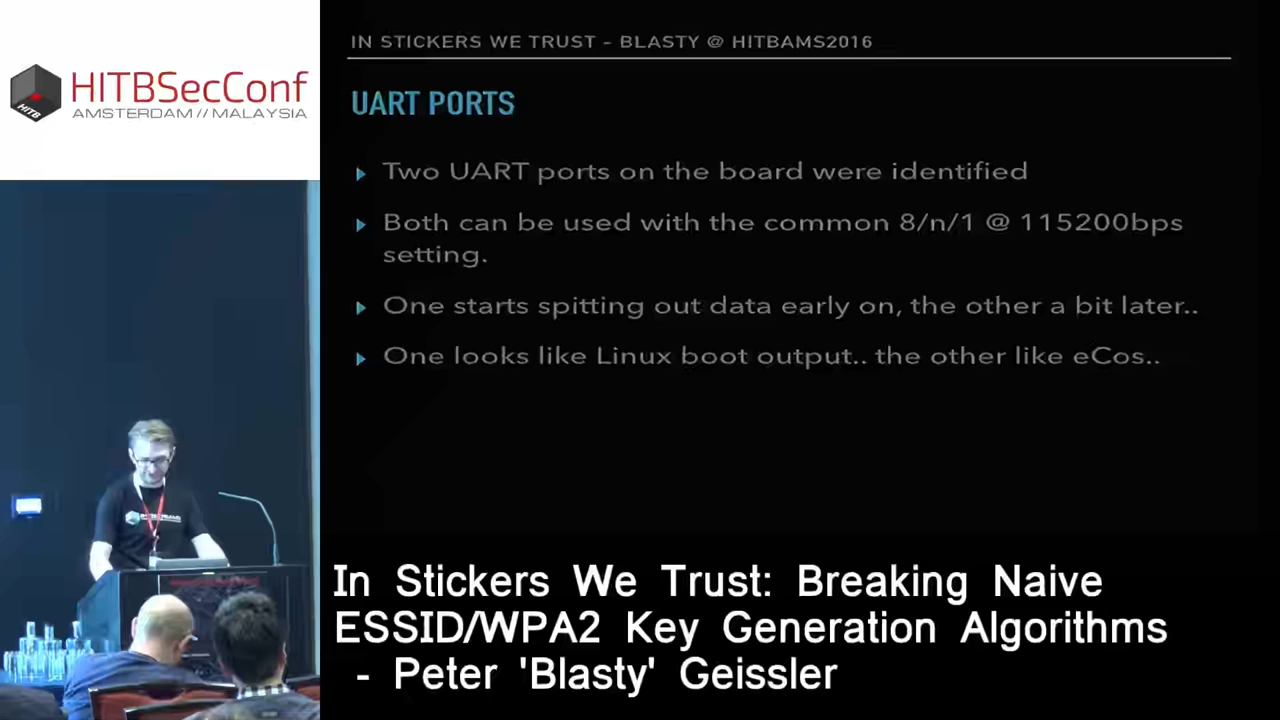 HITBSecConf
AMSTERDAM // MALAYSIA
HITB
IN STICKERS WE TRUST - BLASTY @ HITBAMS2016
UART PORTS
Two UART ports on the board were identified
Both can be used with the common 8/n/1 @ 115200bps
setting.
One starts spitting out data early on, the other a bit later..
One looks like Linux boot output.. the other like eCos..
In Stickers We Trust: Breaking Naive
ESSID/WPA2 Key Generation Algorithms
- Peter 'Blasty' Geissler